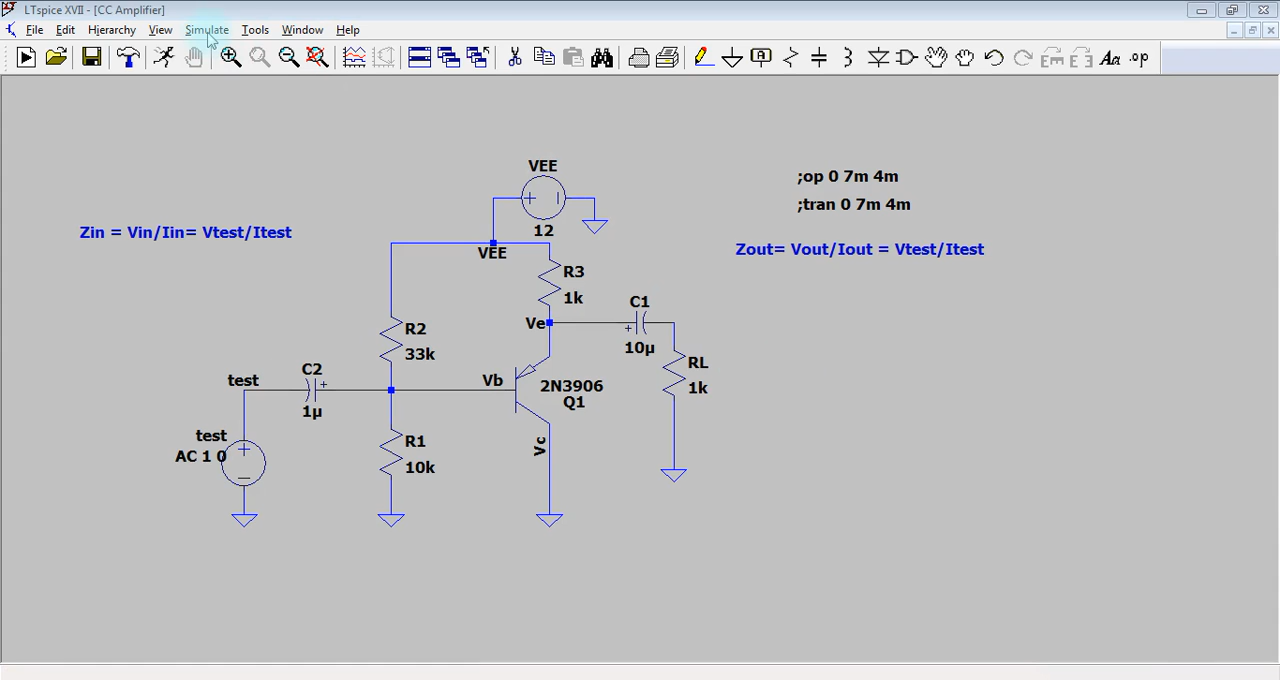 LTspice XVII - [CC Amplifier]
File Edit Hierarchy View Simulate Tools Window Help
Aa .op
VEE
;op 0 7m 4m
;tran 0 7m 4m
Zin = Vin/Iin= Vtest/Itest
12
VEE
Zout= Vout/Iout = Vtest/Itest
R3
1k
C1
Ve
R2
10µ
33k
RL
C2
test
Vb
2N3906
1k
Q1
1µ
test
R1
Vc
AC 1 0
10k